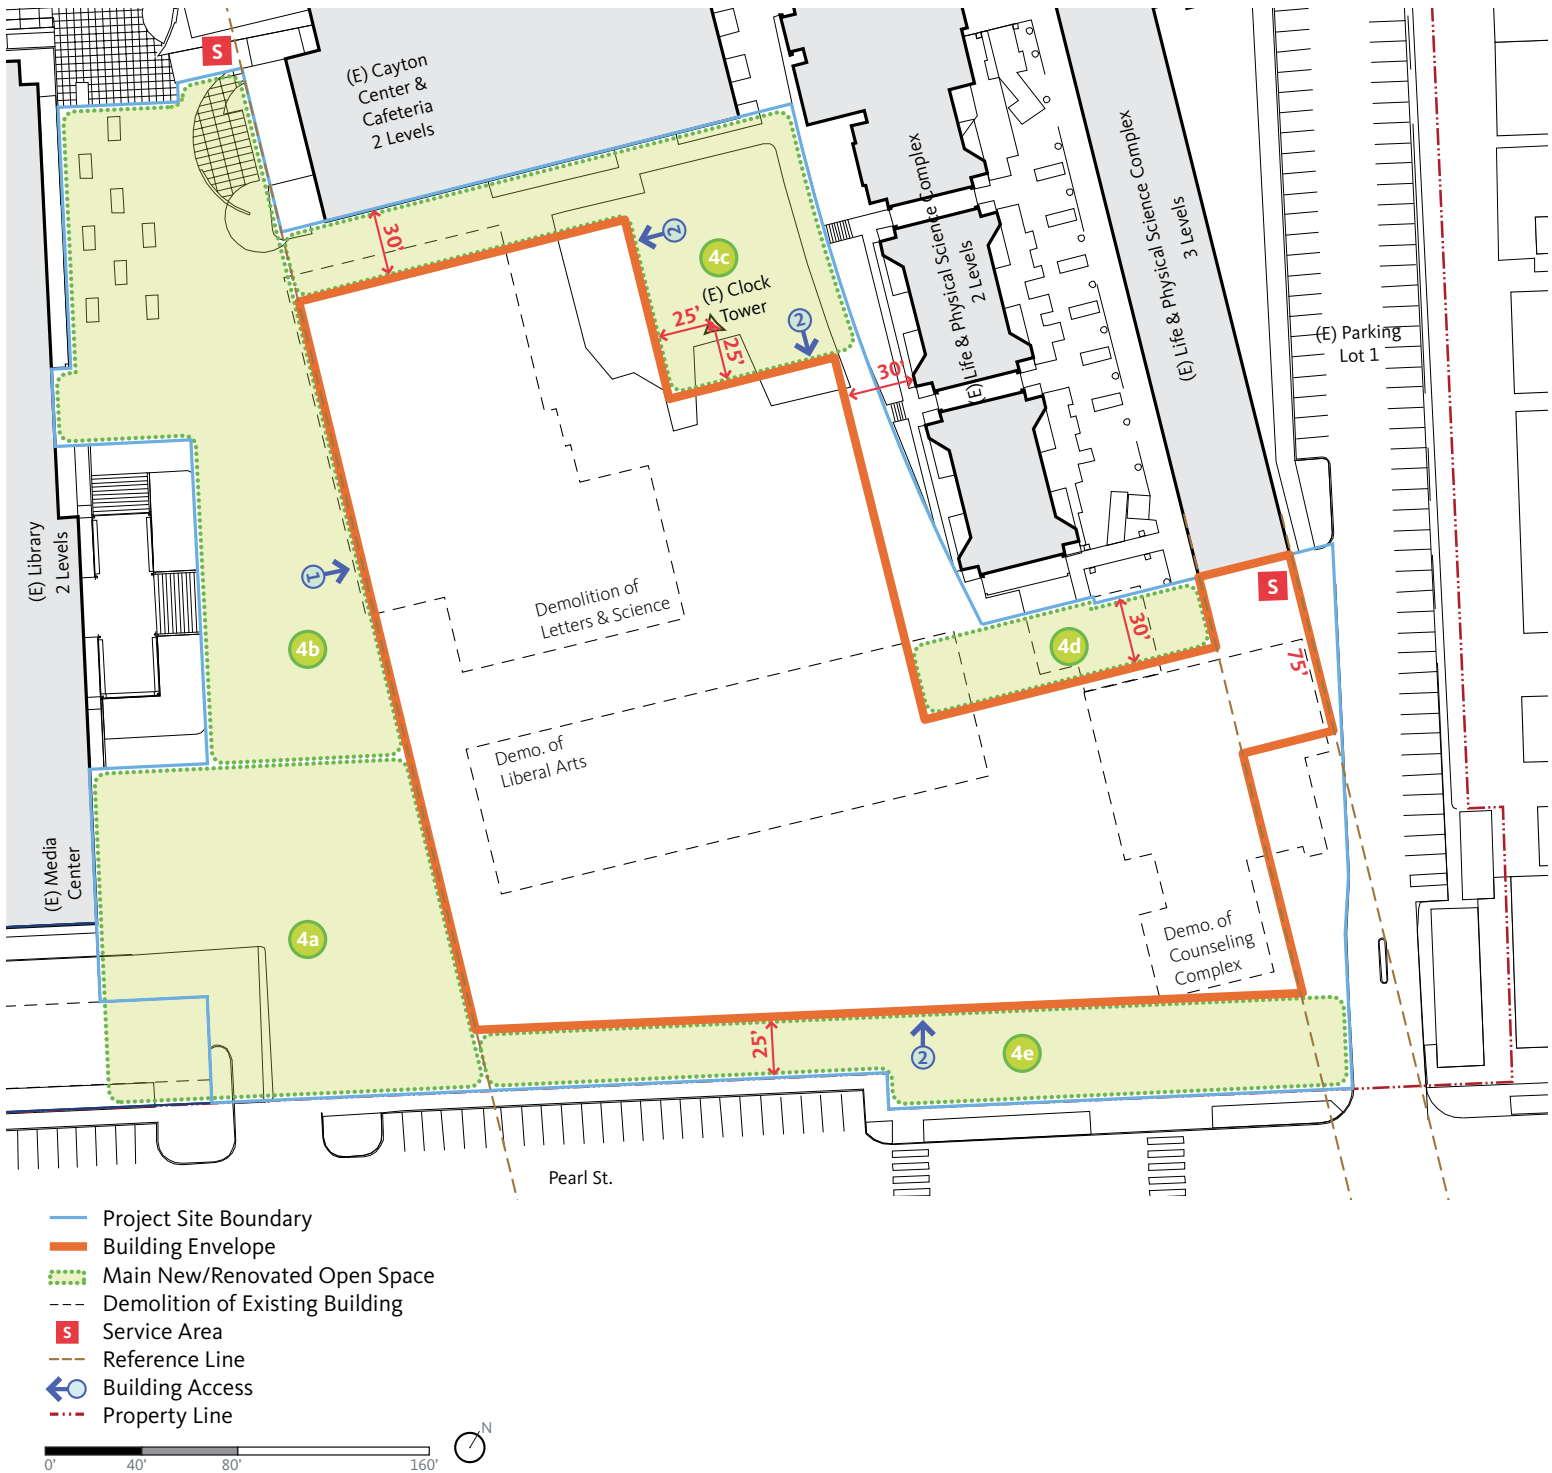 S
(E) Cayton
Center &
Cafeteria
2 Levels
30'
2
4c
(E) Clock
Tower
25'
25'
2
30'
(E) Life & Physical Science Complex
2 Levels
(E) Life & Physical Science Complex
3 Levels
(E) Parking
Lot 1
(E) Library
2 Levels
1
4b
Demolition of
Letters & Science
4d
30'
S
75'
Demo. of
Liberal Arts
(E) Media
Center
4a
Demo. of
Counseling
Complex
25'
2
4e
Pearl St.
Project Site Boundary
Building Envelope
Main New/Renovated Open Space
Demolition of Existing Building
S Service Area
Reference Line
Building Access
Property Line
N
0' 40' 80' 160'